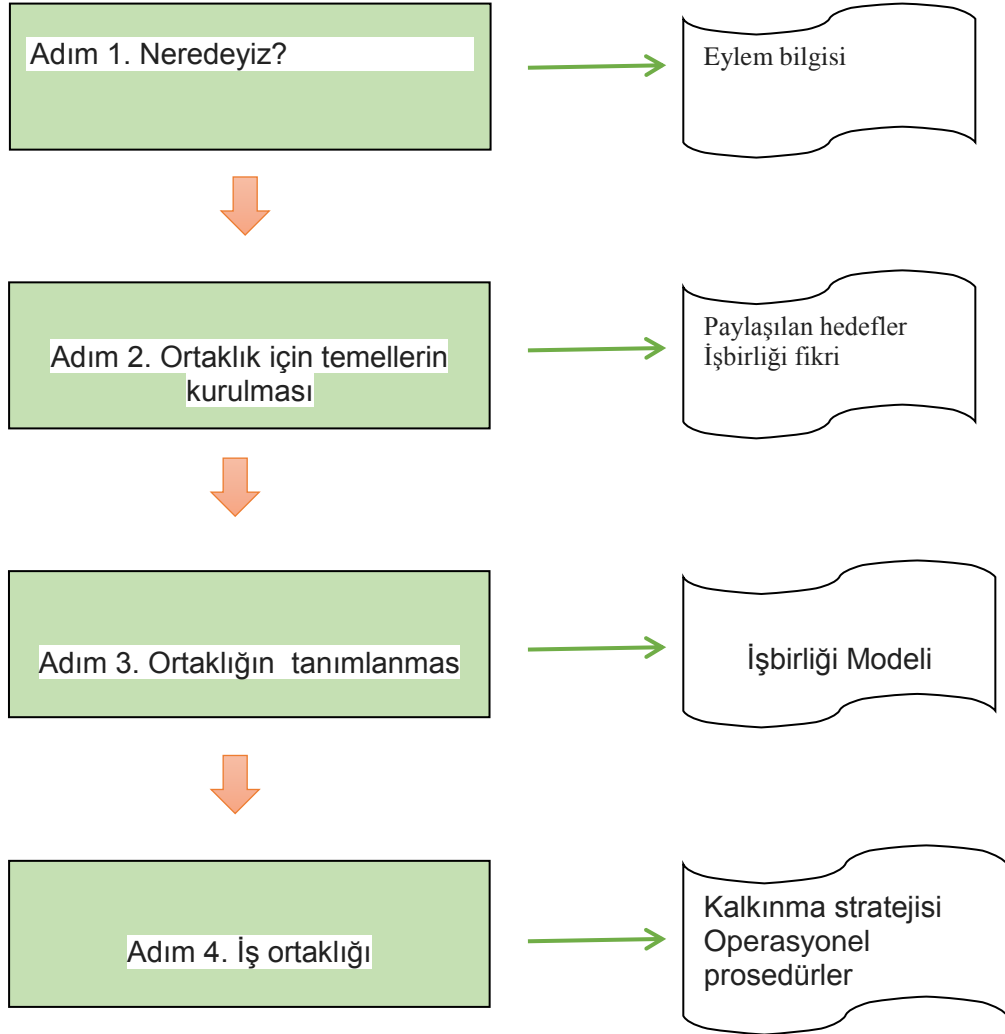 Adım 1. Neredeyiz?
Eylem bilgisi
Adım 2. Ortaklık için temellerin
kurulması
Paylaşılan hedefler
İşbirliği fikri
Adım 3. Ortaklığın tanımlanmas
İşbirliği Modeli
Adım 4. İş ortaklığı
Kalkınma stratejisi
Operasyonel
prosedürler